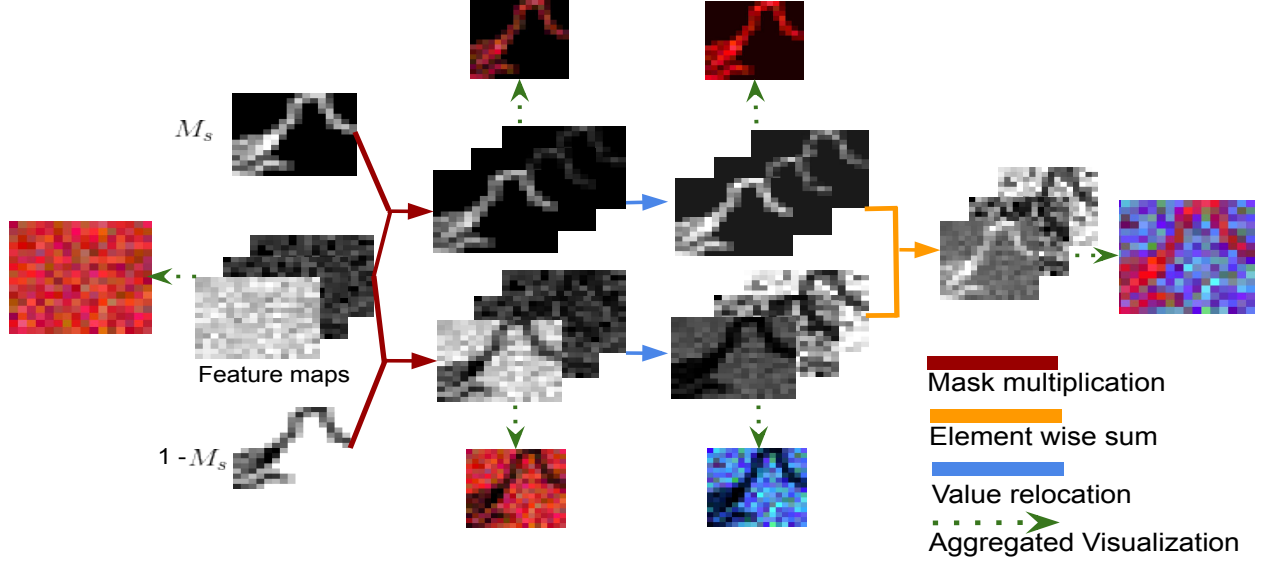 M_s
Feature maps
1 - M_s
Mask multiplication
Element wise sum
Value relocation
Aggregated Visualization